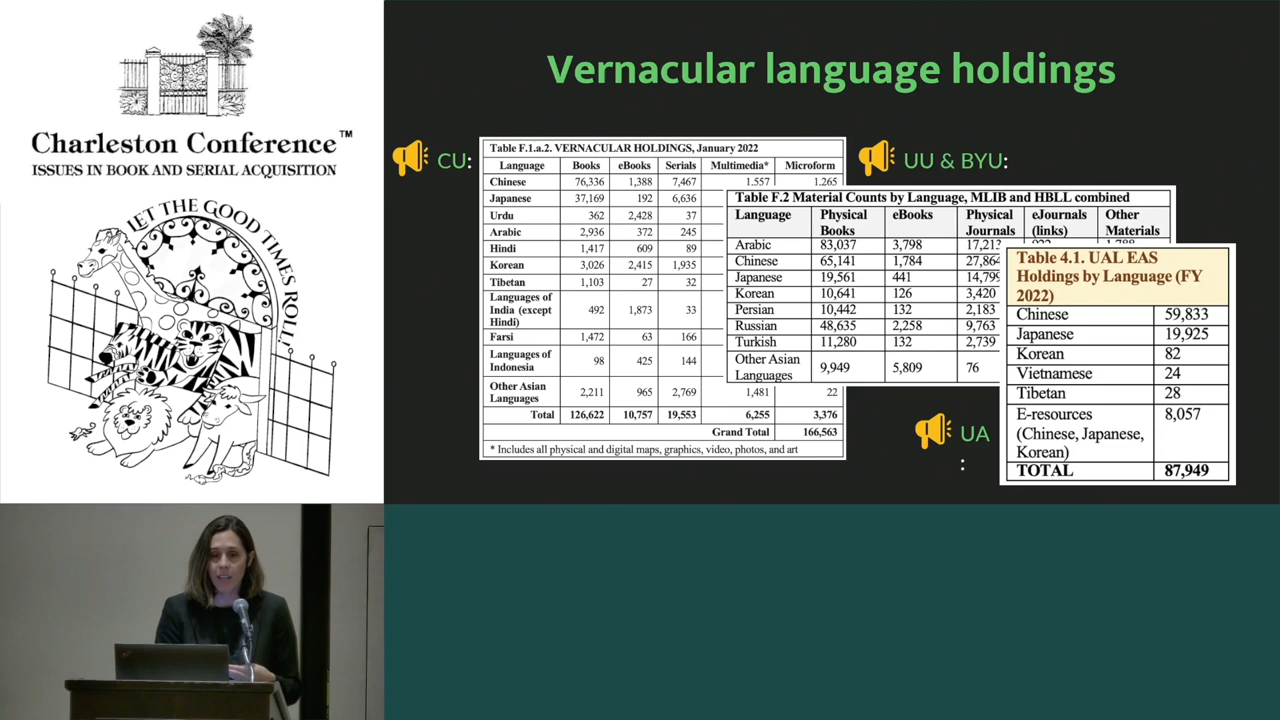 Charleston Conference™
ISSUES IN BOOK AND SERIAL ACQUISITION
LET THE GOOD TIMES ROLL!
Vernacular language holdings
CU:
Table F.1.a.2. VERNACULAR HOLDINGS, January 2022
Language Books eBooks Serials Multimedia* Microform
Chinese 76,336 1,388 7,467 1,557 1,265
Japanese 37,169 192 6,636
Urdu 362 2,428 37
Arabic 2,936 372 245
Hindi 1,417 609 89
Korean 3,026 2,415 1,935
Tibetan 1,103 27 32
Languages of
India (except
Hindi)
492 1,873 33
Farsi 1,472 63 166
Languages of
Indonesia
98 425 144
Other Asian
Languages
2,211 965 2,769 1,481 22
Total 126,622 10,757 19,553 6,255 3,376
Grand Total 166,563
* Includes all physical and digital maps, graphics, video, photos, and art
UU & BYU:
Table F.2 Material Counts by Language, MLIB and HBLL combined
Language Physical Books eBooks Physical Journals eJournals (links) Other Materials
Arabic 83,037 3,798 17,213
Chinese 65,141 1,784 27,864
Japanese 19,561 441 14,799
Korean 10,641 126 3,420
Persian 10,442 132 2,183
Russian 48,635 2,258 9,763
Turkish 11,280 132 2,739
Other Asian
Languages
9,949 5,809 76
UA
:
Table 4.1. UAL EAS
Holdings by Language (FY
2022)
Chinese 59,833
Japanese 19,925
Korean 82
Vietnamese 24
Tibetan 28
E-resources
(Chinese, Japanese,
Korean)
8,057
TOTAL 87,949